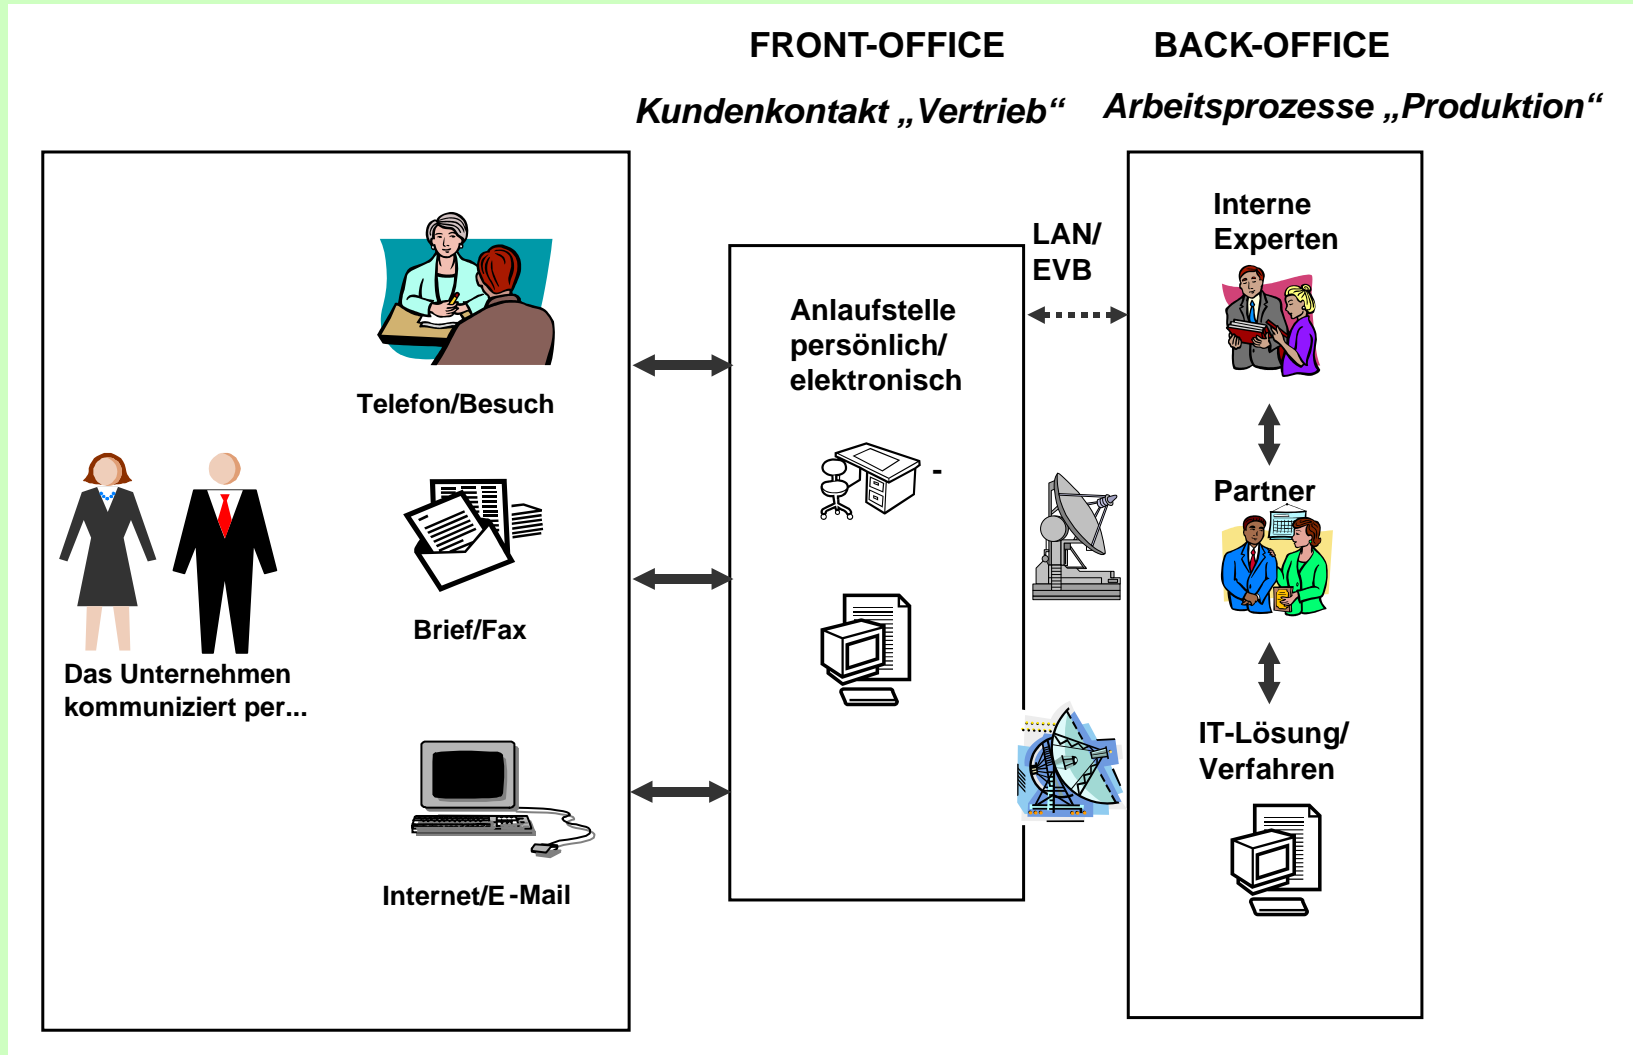 FRONT-OFFICE
BACK-OFFICE
Kundenkontakt „Vertrieb“
Arbeitsprozesse „Produktion“
Telefon/Besuch
Brief/Fax
Das Unternehmen
kommuniziert per...
Internet/E-Mail
Anlaufstelle
persönlich/
elektronisch
-
LAN/
EVB
Interne
Experten
Partner
IT-Lösung/
Verfahren